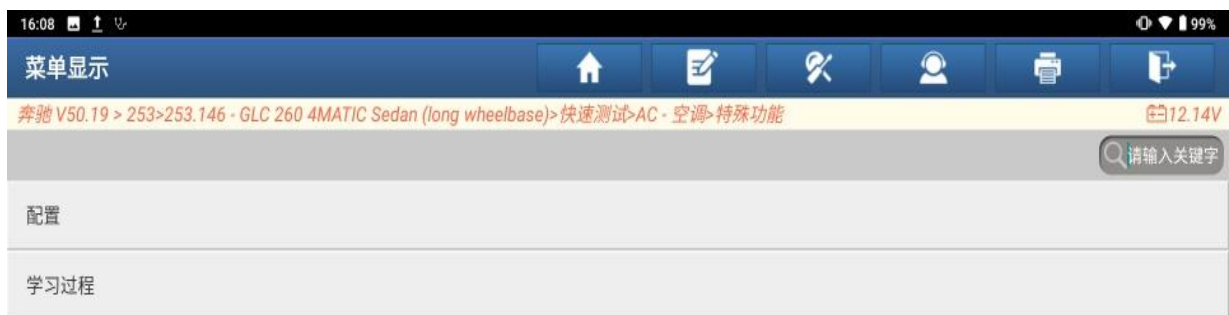 16:08 99%
菜单显示
奔驰 V50.19 > 253>253.146 - GLC 260 4MATIC Sedan (long wheelbase)>快速测试>AC - 空调>特殊功能 12.14V
请输入关键字
配置
学习过程